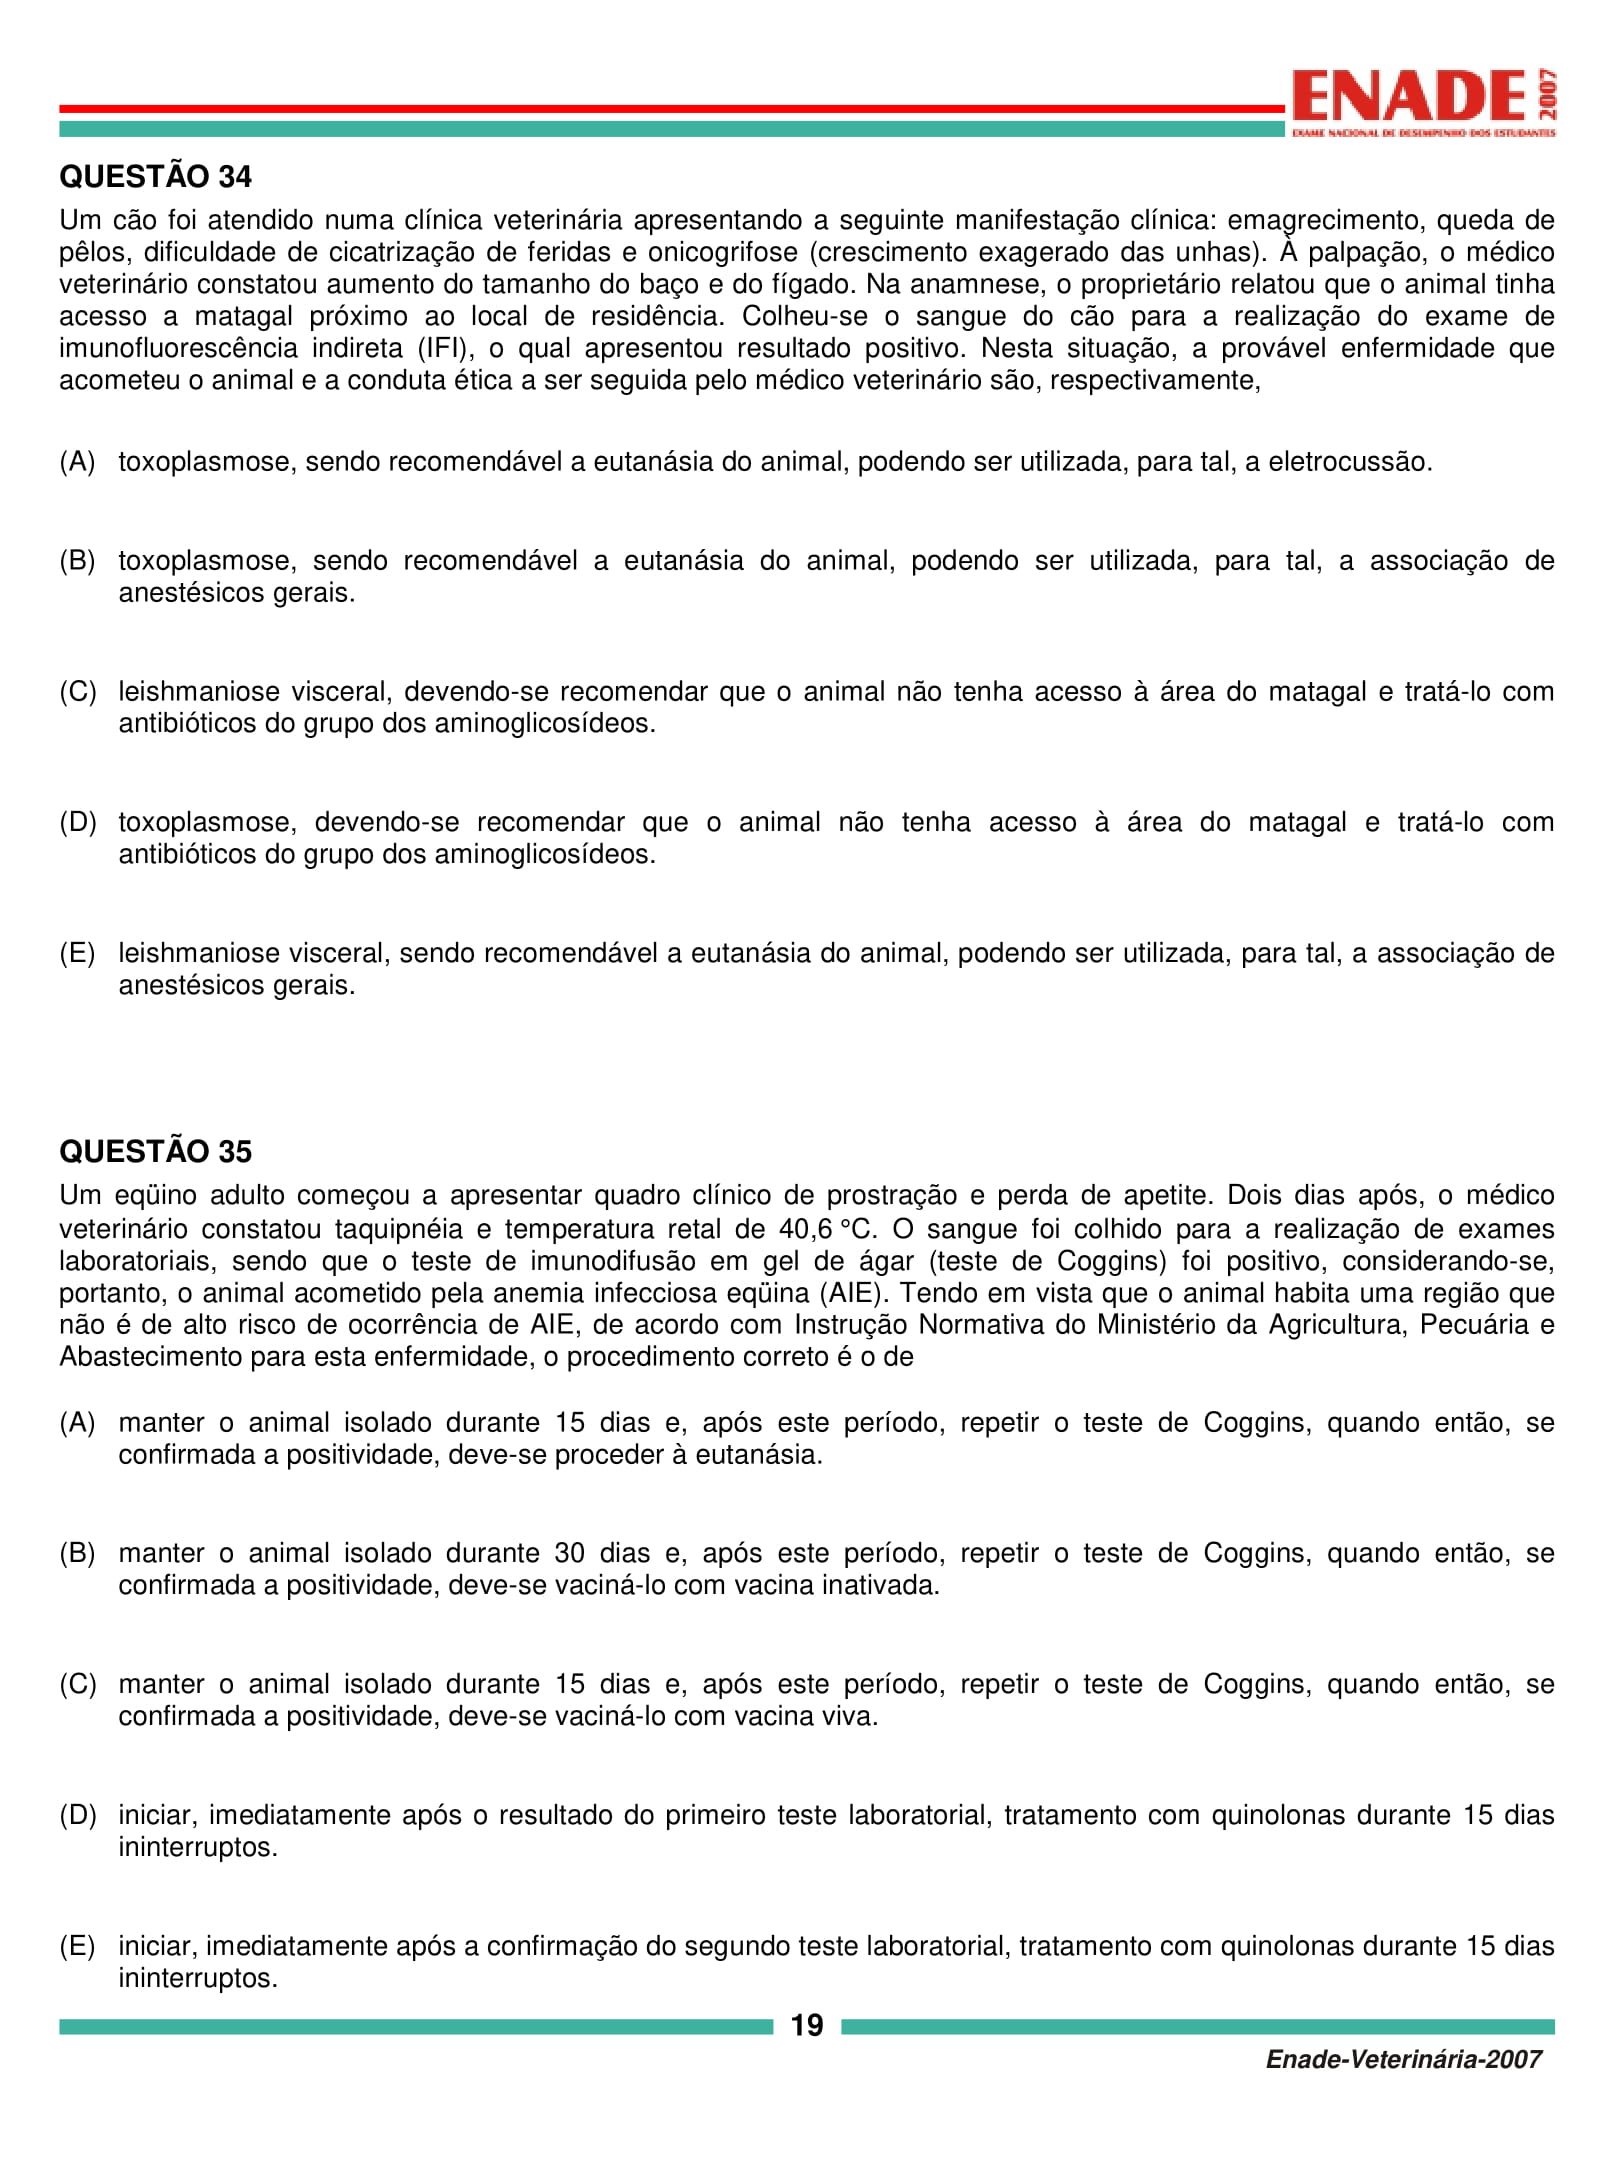 ENADE 2007
EXAME NACIONAL DE DESEMPENHO DOS ESTUDANTES
QUESTÃO 34
Um cão foi atendido numa clínica veterinária apresentando a seguinte manifestação clínica: emagrecimento, queda de
pêlos, dificuldade de cicatrização de feridas e onicogrifose (crescimento exagerado das unhas). À palpação, o médico
veterinário constatou aumento do tamanho do baço e do fígado. Na anamnese, o proprietário relatou que o animal tinha
acesso a matagal próximo ao local de residência. Colheu-se o sangue do cão para a realização do exame de
imunofluorescência indireta (IFI), o qual apresentou resultado positivo. Nesta situação, a provável enfermidade que
acometeu o animal e a conduta ética a ser seguida pelo médico veterinário são, respectivamente,
(A) toxoplasmose, sendo recomendável a eutanásia do animal, podendo ser utilizada, para tal, a eletrocussão.
(B) toxoplasmose, sendo recomendável a eutanásia do animal, podendo ser utilizada, para tal, a associação de
anestésicos gerais.
(C) leishmaniose visceral, devendo-se recomendar que o animal não tenha acesso à área do matagal e tratá-lo com
antibióticos do grupo dos aminoglicosídeos.
(D) toxoplasmose, devendo-se recomendar que o animal não tenha acesso à área do matagal e tratá-lo com
antibióticos do grupo dos aminoglicosídeos.
(E) leishmaniose visceral, sendo recomendável a eutanásia do animal, podendo ser utilizada, para tal, a associação de
anestésicos gerais.
QUESTÃO 35
Um eqüino adulto começou a apresentar quadro clínico de prostração e perda de apetite. Dois dias após, o médico
veterinário constatou taquipnéia e temperatura retal de 40,6 °C. O sangue foi colhido para a realização de exames
laboratoriais, sendo que o teste de imunodifusão em gel de ágar (teste de Coggins) foi positivo, considerando-se,
portanto, o animal acometido pela anemia infecciosa eqüina (AIE). Tendo em vista que o animal habita uma região que
não é de alto risco de ocorrência de AIE, de acordo com Instrução Normativa do Ministério da Agricultura, Pecuária e
Abastecimento para esta enfermidade, o procedimento correto é o de
(A) manter o animal isolado durante 15 dias e, após este período, repetir o teste de Coggins, quando então, se
confirmada a positividade, deve-se proceder à eutanásia.
(B) manter o animal isolado durante 30 dias e, após este período, repetir o teste de Coggins, quando então, se
confirmada a positividade, deve-se vaciná-lo com vacina inativada.
(C) manter o animal isolado durante 15 dias e, após este período, repetir o teste de Coggins, quando então, se
confirmada a positividade, deve-se vaciná-lo com vacina viva.
(D) iniciar, imediatamente após o resultado do primeiro teste laboratorial, tratamento com quinolonas durante 15 dias
ininterruptos.
(E) iniciar, imediatamente após a confirmação do segundo teste laboratorial, tratamento com quinolonas durante 15 dias
ininterruptos.
19
Enade-Veterinária-2007